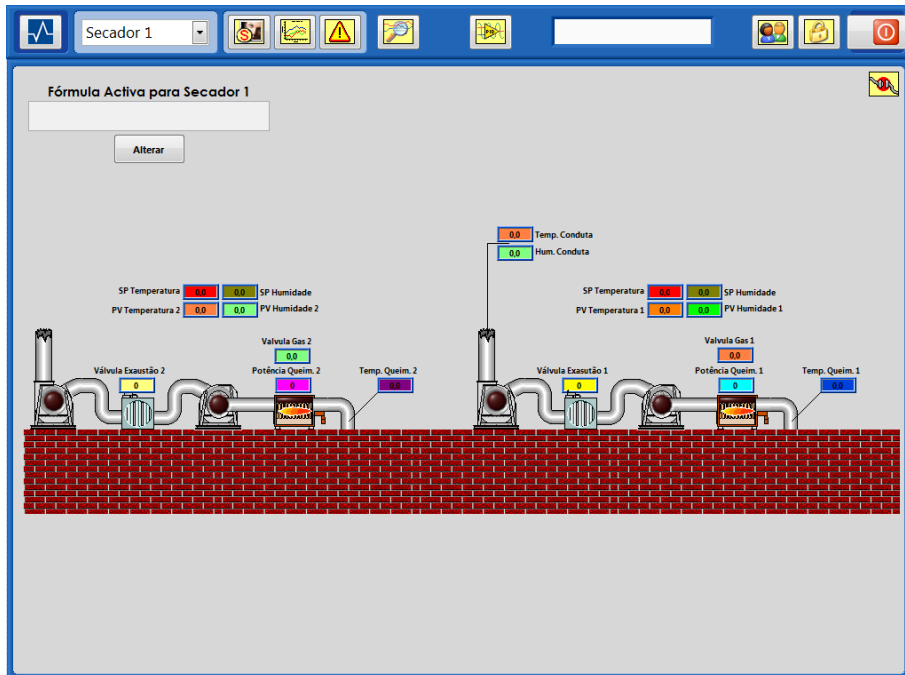 Secador 1
Fórmula Activa para Secador 1
Alterar
0,0 Temp. Conduta
0,0 Hum. Conduta
SP Temperatura 0,0 0,0 SP Humidade
PV Temperatura 2 0,0 0,0 PV Humidade 2
SP Temperatura 0,0 0,0 SP Humidade
PV Temperatura 1 0,0 0,0 PV Humidade 1
Valvula Gas 2
0,0
Válvula Exaustão 2
0
Potência Queim. 2
0
Temp. Queim. 2
0,0
Valvula Gas 1
0,0
Válvula Exasutão 1
0
Potência Queim. 1
0
Temp. Queim. 1
0,0